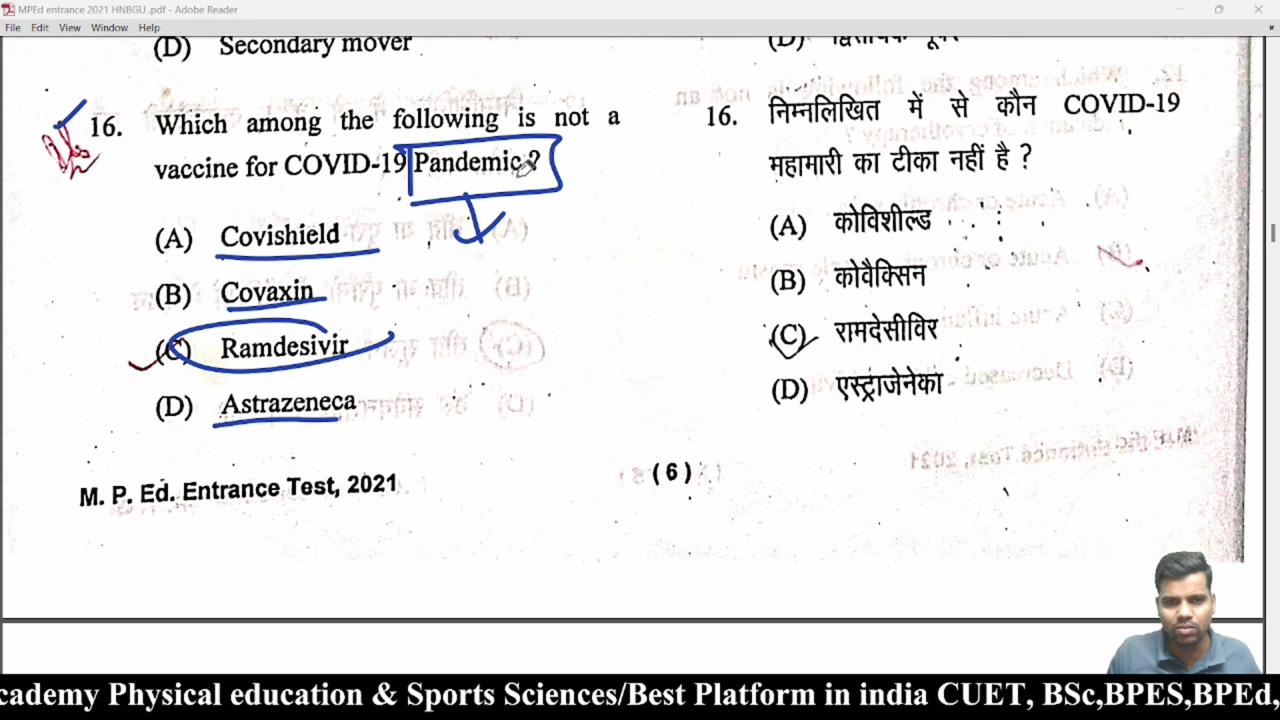 MPEd entrance 2021 HNBGU .pdf - Adobe Reader
File Edit View Window Help
(D) Secondary mover
16. Which among the following is not a
vaccine for COVID-19 Pandemic ?
(A) Covishield
(B) Covaxin
(C) Ramdesivir
(D) Astrazeneca
M. P. Ed. Entrance Test, 2021
(D)
16. निम्नलिखित में से कौन COVID-19
महामारी का टीका नहीं है ?
(A) कोविशील्ड
(B) कोवैक्सिन
(C) रामदेसीविर
(D) एस्ट्राजेनेका
( 6 )
cademy Physical education & Sports Sciences/Best Platform in india CUET, BSc,BPES,BPEd,